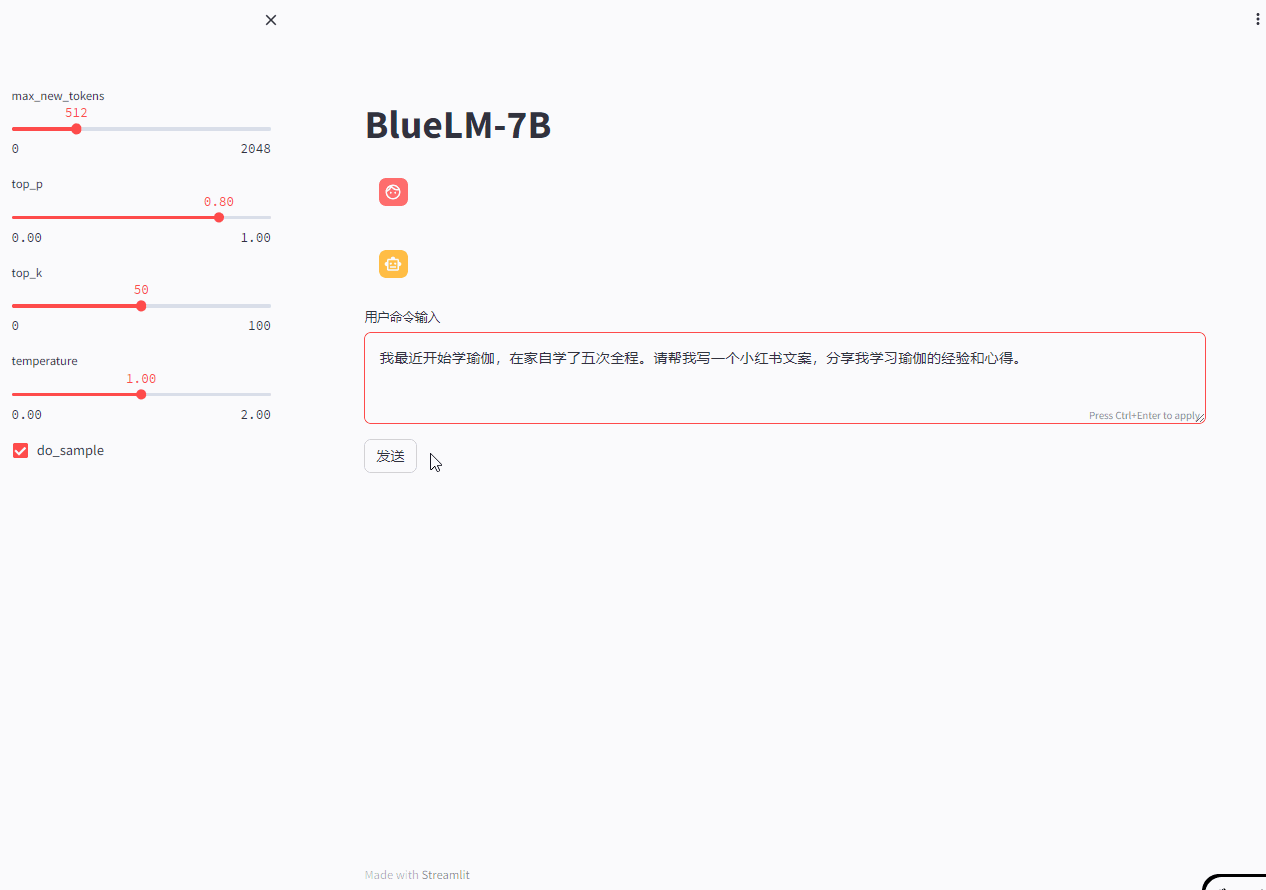 max_new_tokens
512
0 2048
top_p
0.80
0.00 1.00
top_k
50
0 100
temperature
1.00
0.00 2.00
do_sample
BlueLM-7B
用户命令输入
我最近开始学瑜伽，在家自学了五次全程。请帮我写一个小红书文案，分享我学习瑜伽的经验和心得。
Press Ctrl+Enter to apply
发送
Made with Streamlit